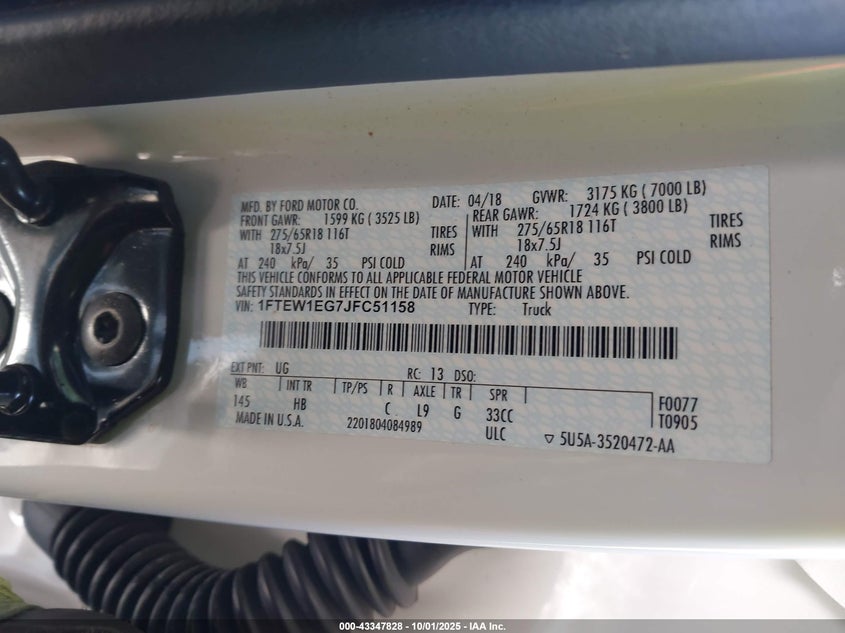 MFD. BY FORD MOTOR CO. DATE: 04/18 GVWR: 3175 KG ( 7000 LB)
FRONT GAWR: 1599 KG ( 3525 LB) REAR GAWR: 1724 KG ( 3800 LB)
WITH 275/65R18 116T TIRES WITH 275/65R18 116T TIRES
18x7.5J RIMS 18x7.5J RIMS
AT 240 kPa/ 35 PSI COLD AT 240 kPa/ 35 PSI COLD
THIS VEHICLE CONFORMS TO ALL APPLICABLE FEDERAL MOTOR VEHICLE
SAFETY STANDARDS IN EFFECT ON THE DATE OF MANUFACTURE SHOWN ABOVE.
VIN: 1FTEW1EG7JFC51158 TYPE: Truck
EXT PNT: UG RC: 13 DSO:
WB INT TR TP/PS R AXLE TR SPR
145 HB C L9 G 33CC F0077
MADE IN U.S.A. 2201804084989 ULC T0905
▽ 5U5A-3520472-AA
000-43347828 - 10/01/2025 - IAA Inc.